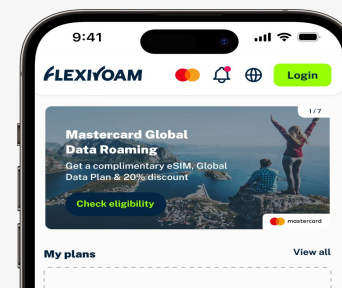 9:41
FLEXIROAM
Login
1/7
Mastercard Global
Data Roaming
Get a complimentary eSIM, Global
Data Plan & 20% discount
Check eligibility
mastercard
My plans
View all